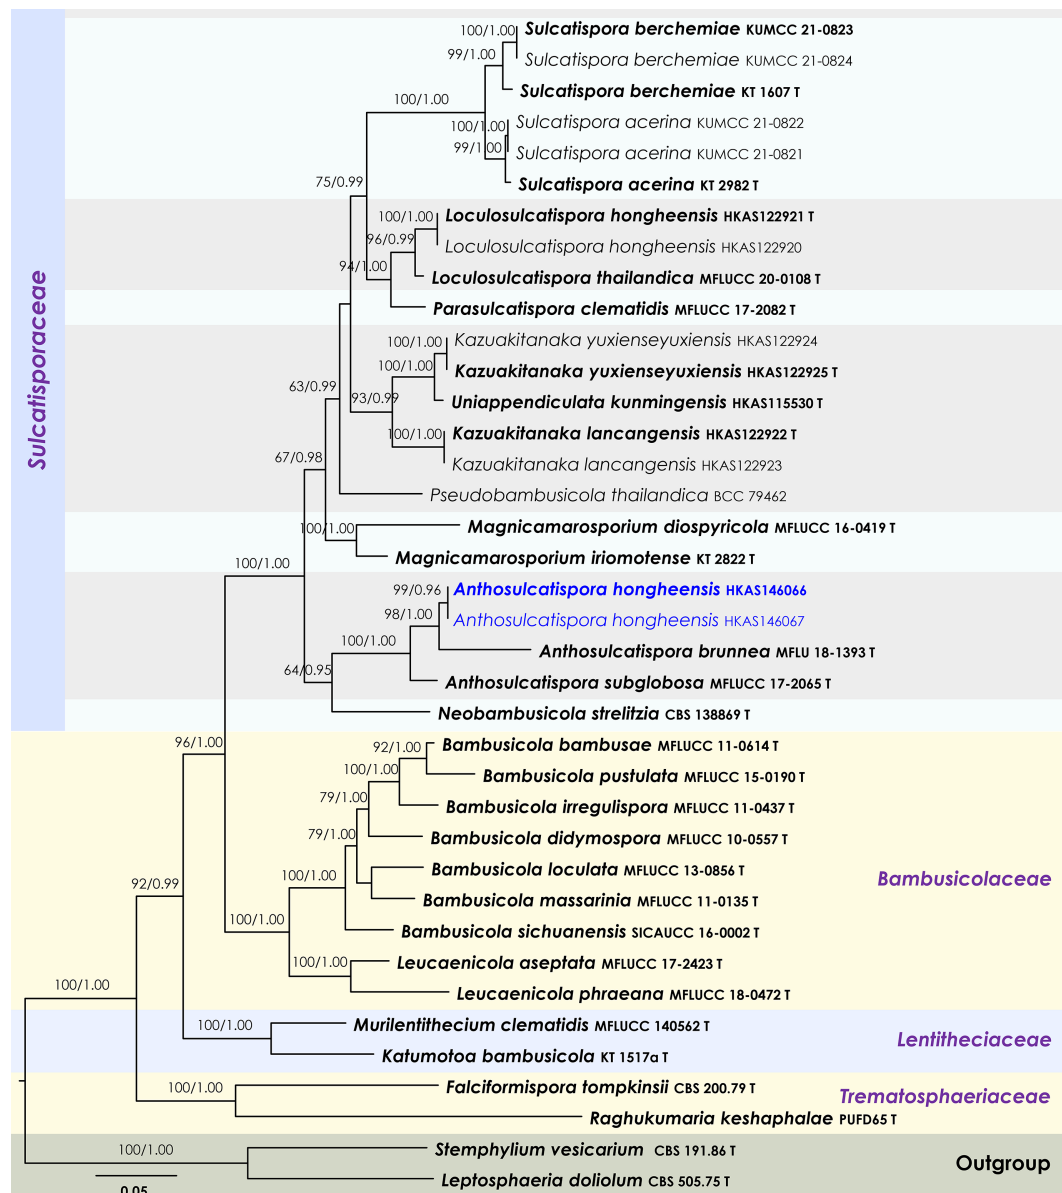 100/1.00
Sulcatispora berchemiae KUMCC 21-0823
99/1.00
Sulcatispora berchemiae KUMCC 21-0824
Sulcatispora berchemiae KT 1607 T
100/1.00
100/1.00
Sulcatispora acerina KUMCC 21-0822
99/1.00
Sulcatispora acerina KUMCC 21-0821
75/0.99
Sulcatispora acerina KT 2982 T
100/1.00
Loculosulcatispora hongheensis HKAS122921 T
96/0.99
Loculosulcatispora hongheensis HKAS122920
94/1.00
Loculosulcatispora thailandica MFLUCC 20-0108 T
Parasulcatispora clematidis MFLUCC 17-2082 T
100/1.00
Kazuakitanaka yuxienseyuxiensis HKAS122924
100/1.00
Kazuakitanaka yuxienseyuxiensis HKAS122925 T
63/0.99
93/0.99
Uniappendiculata kunmingensis HKAS115530 T
100/1.00
Kazuakitanaka lancangensis HKAS122922 T
67/0.98
Kazuakitanaka lancangensis HKAS122923
Pseudobambusicola thailandica BCC 79462
100/1.00
Magnicamarosporium diospyricola MFLUCC 16-0419 T
Magnicamarosporium iriomotense KT 2822 T
100/1.00
99/0.96
Anthosulcatispora hongheensis HKAS146066
98/1.00
Anthosulcatispora hongheensis HKAS146067
100/1.00
Anthosulcatispora brunnea MFLU 18-1393 T
64/0.95
Anthosulcatispora subglobosa MFLUCC 17-2065 T
Neobambusicola strelitzia CBS 138869 T
Sulcatisporaceae
96/1.00
92/1.00
Bambusicola bambusae MFLUCC 11-0614 T
100/1.00
Bambusicola pustulata MFLUCC 15-0190 T
79/1.00
Bambusicola irregulispora MFLUCC 11-0437 T
79/1.00
Bambusicola didymospora MFLUCC 10-0557 T
Bambusicola loculata MFLUCC 13-0856 T
92/0.99
100/1.00
Bambusicolaceae
Bambusicola massarinia MFLUCC 11-0135 T
100/1.00
Bambusicola sichuanensis SICAUCC 16-0002 T
100/1.00
Leucaenicola aseptata MFLUCC 17-2423 T
100/1.00
Leucaenicola phraeana MFLUCC 18-0472 T
100/1.00
Murilentithecium clematidis MFLUCC 140562 T
Lentitheciaceae
Katumotoa bambusicola KT 1517a T
100/1.00
Falciformispora tompkinsii CBS 200.79 T
Trematosphaeriaceae
Raghukumaria keshaphalae PUFD65 T
100/1.00
Stemphylium vesicarium CBS 191.86 T
Outgroup
Leptosphaeria doliolum CBS 505.75 T
0.05